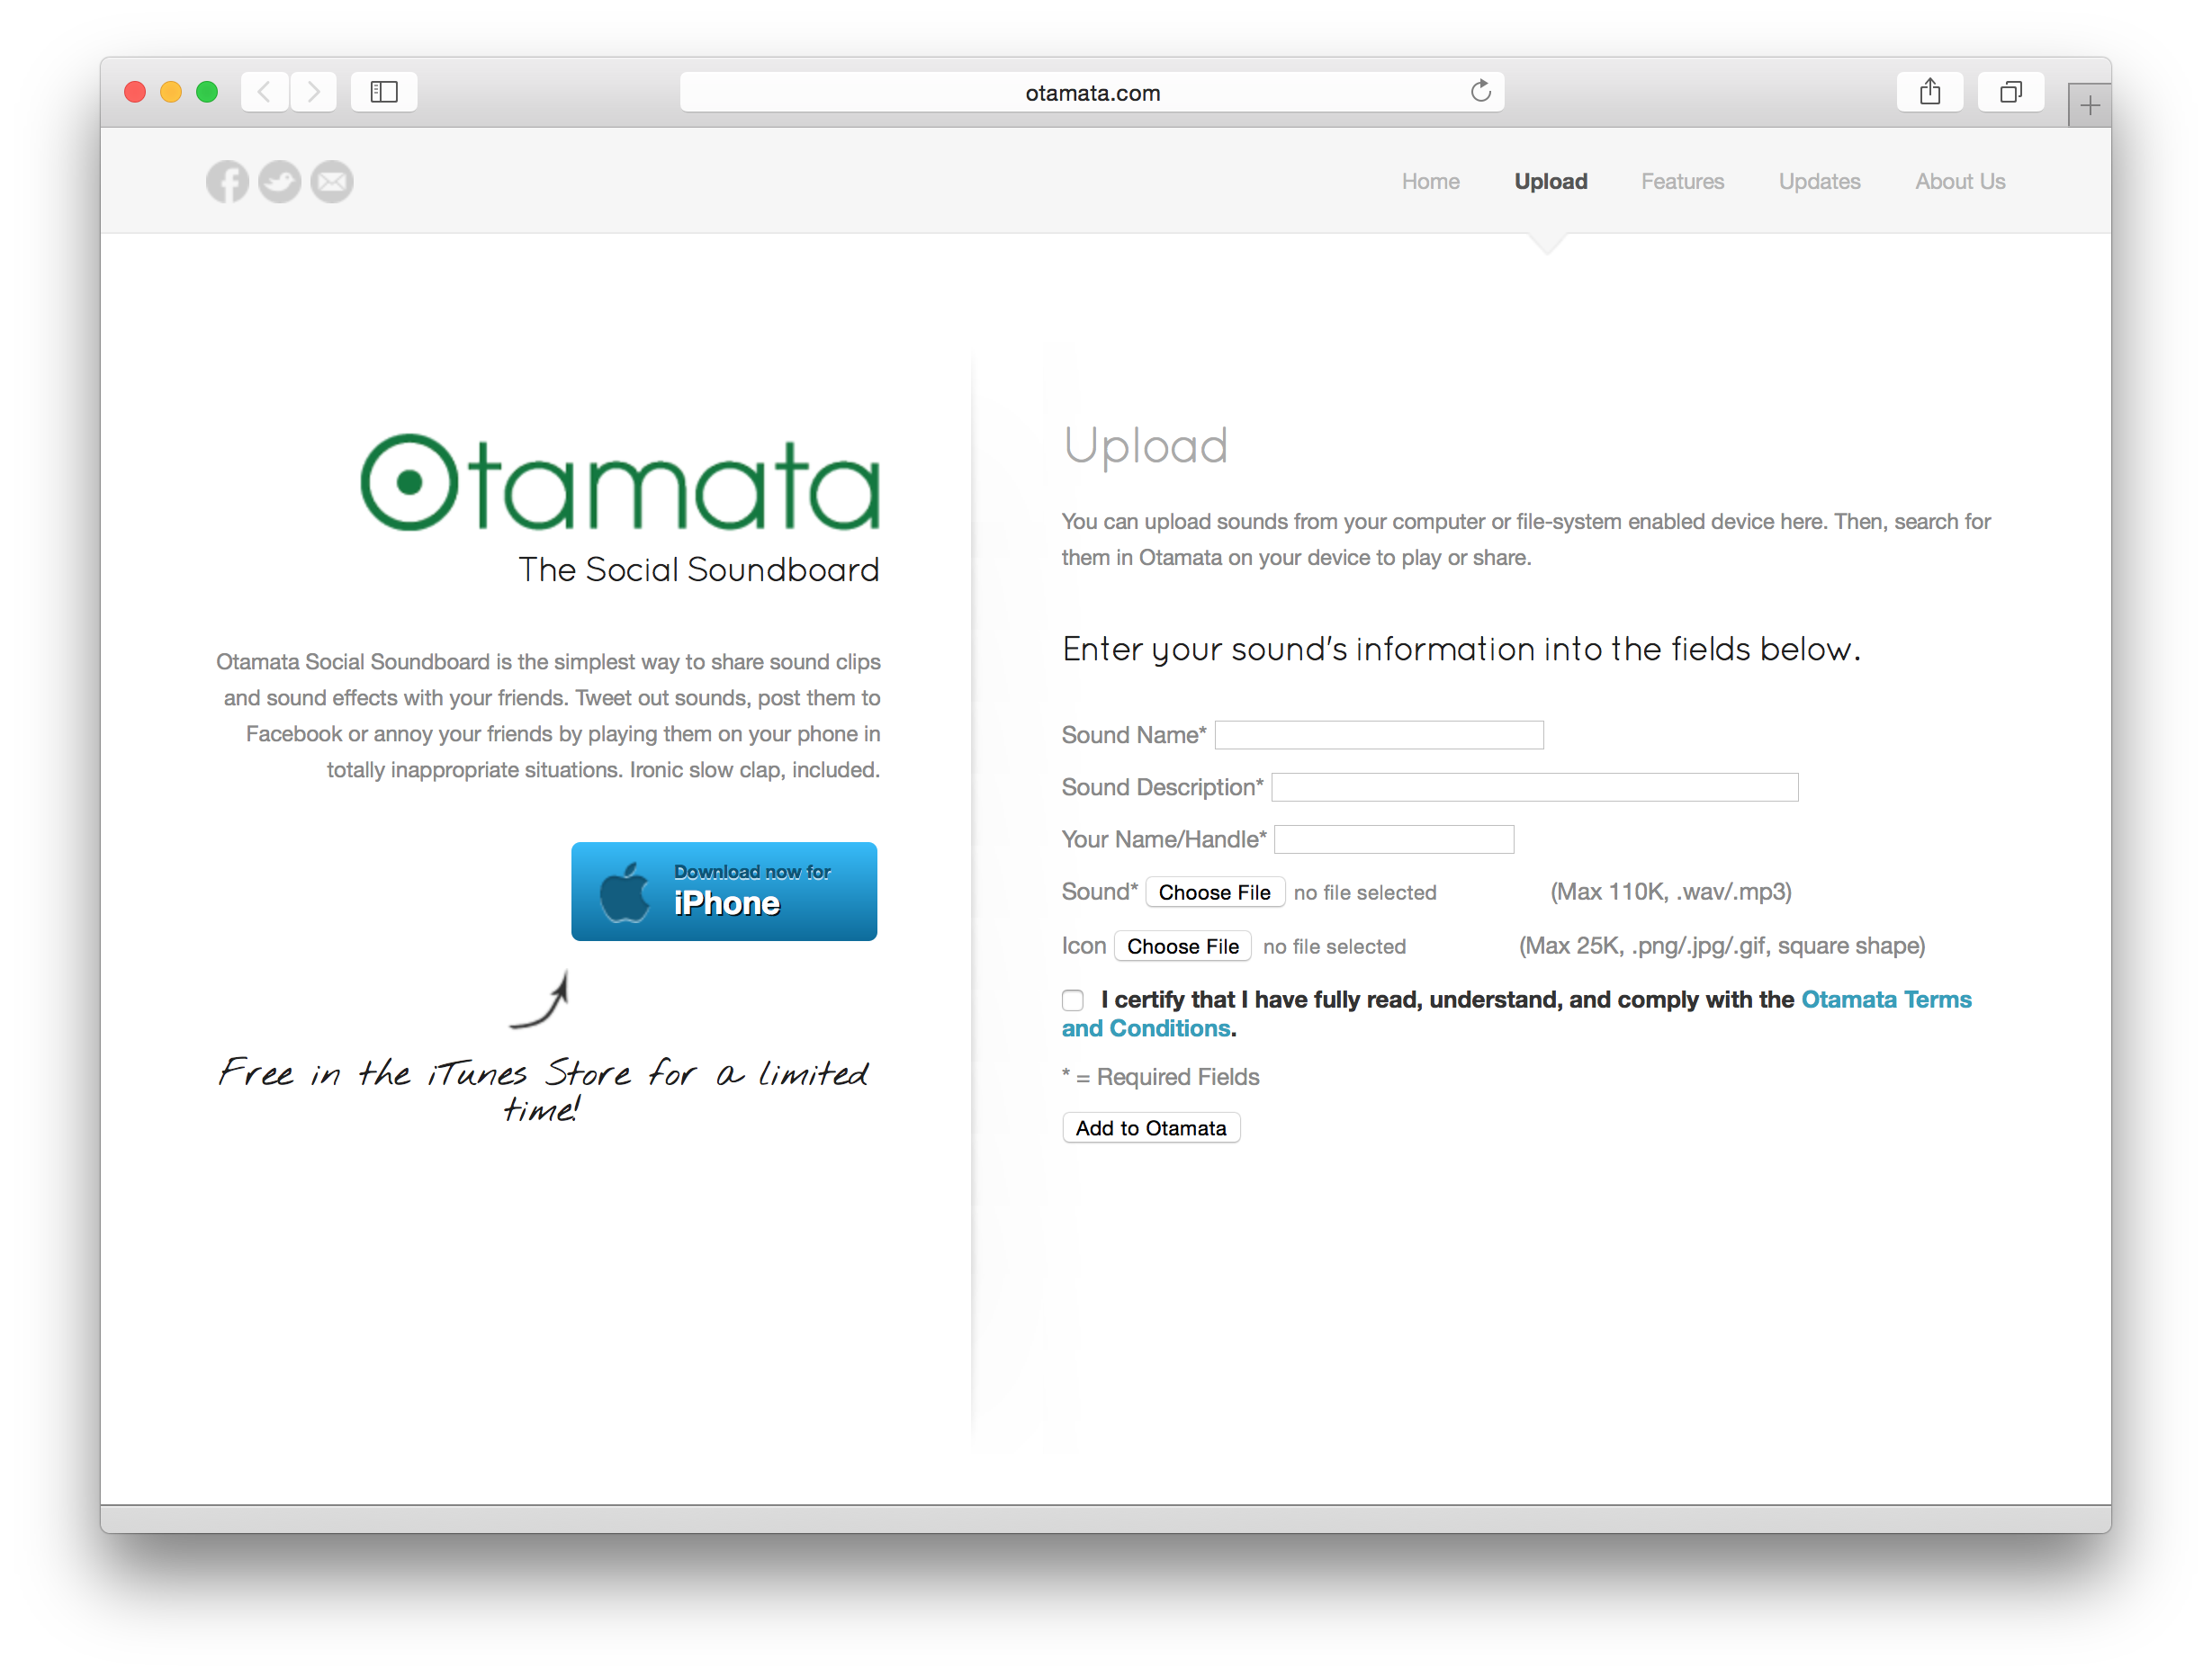 otamata.com
Home Upload Features Updates About Us
Otamata
The Social Soundboard
Otamata Social Soundboard is the simplest way to share sound clips
and sound effects with your friends. Tweet out sounds, post them to
Facebook or annoy your friends by playing them on your phone in
totally inappropriate situations. Ironic slow clap, included.
Download now for
iPhone
Free in the iTunes Store for a limited
time!
Upload
You can upload sounds from your computer or file-system enabled device here. Then, search for
them in Otamata on your device to play or share.
Enter your sound's information into the fields below.
Sound Name*
Sound Description*
Your Name/Handle*
Sound* Choose File no file selected (Max 110K, .wav/.mp3)
Icon Choose File no file selected (Max 25K, .png/.jpg/.gif, square shape)
I certify that I have fully read, understand, and comply with the Otamata Terms
and Conditions.
* = Required Fields
Add to Otamata